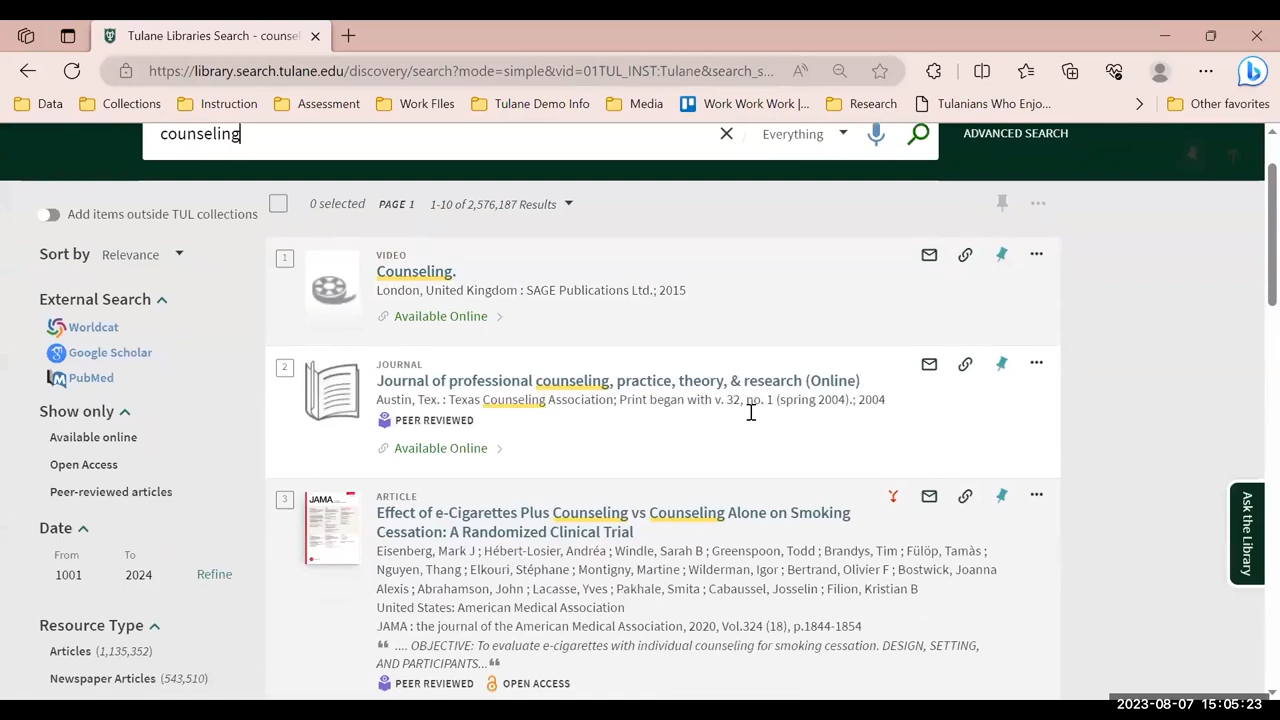 Tulane Libraries Search - counsel
https://library.search.tulane.edu/discovery/search?mode=simple&vid=01TUL_INST:Tulane&search_s...
Data Collections Instruction Assessment Work FIles Tulane Demo Info Media Work Work Work |... Research Tulanians Who Enjo... Other favorites
counseling Everything ADVANCED SEARCH
Add items outside TUL collections
0 selected PAGE 1 1-10 of 2,576,187 Results
Sort by Relevance
External Search
Worldcat
Google Scholar
PubMed
Show only
Available online
Open Access
Peer-reviewed articles
Date
From To
1001 2024 Refine
Resource Type
Articles (1,135,352)
Newspaper Articles (543,510)
1
VIDEO
Counseling.
London, United Kingdom : SAGE Publications Ltd.; 2015
Available Online
2
JOURNAL
Journal of professional counseling, practice, theory, & research (Online)
Austin, Tex. : Texas Counseling Association; Print began with v. 32, no. 1 (spring 2004).; 2004
PEER REVIEWED
Available Online
3
JAMA
ARTICLE
Effect of e-Cigarettes Plus Counseling vs Counseling Alone on Smoking
Cessation: A Randomized Clinical Trial
Eisenberg, Mark J ; Hébert-Losier, Andréa ; Windle, Sarah B ; Greenspoon, Todd ; Brandys, Tim ; Fülöp, Tamàs ;
Nguyen, Thang ; Elkouri, Stéphane ; Montigny, Martine ; Wilderman, Igor ; Bertrand, Olivier F ; Bostwick, Joanna
Alexis ; Abrahamson, John ; Lacasse, Yves ; Pakhale, Smita ; Cabaussel, Josselin ; Filion, Kristian B
United States: American Medical Association
JAMA : the journal of the American Medical Association, 2020, Vol.324 (18), p.1844-1854
.... OBJECTIVE: To evaluate e-cigarettes with individual counseling for smoking cessation. DESIGN, SETTING,
AND PARTICIPANTS...
PEER REVIEWED OPEN ACCESS
Ask the Library
2023-08-07 15:05:23